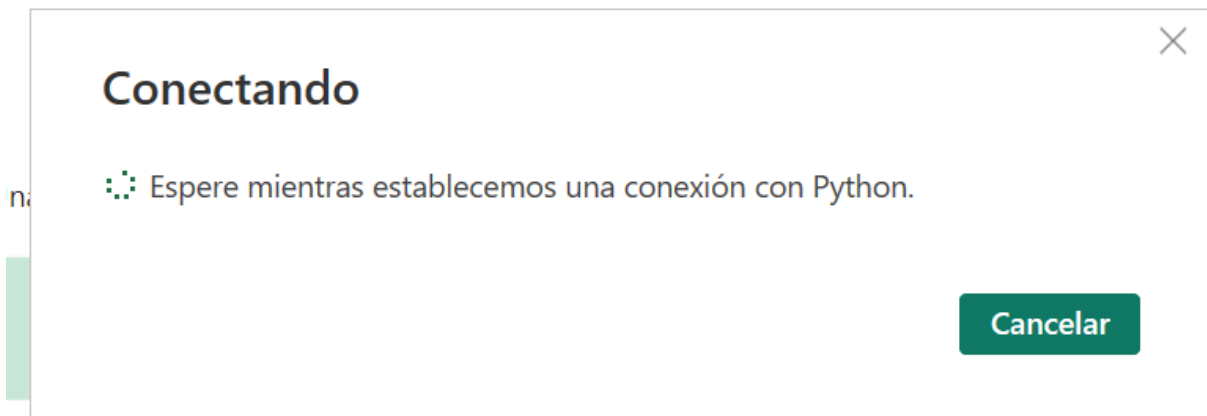 Conectando
Espere mientras establecemos una conexión con Python.
Cancelar